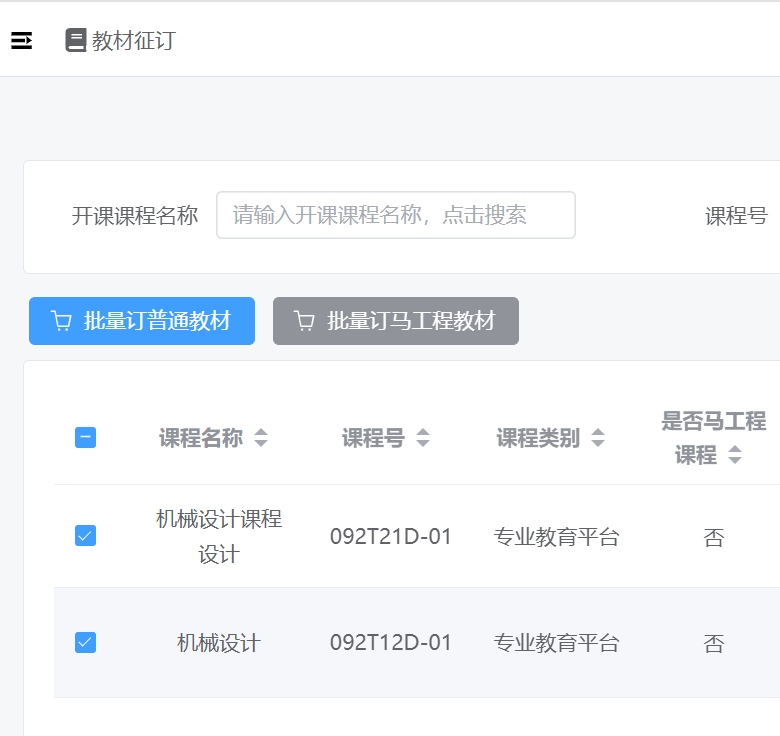 教材征订
开课课程名称 请输入开课课程名称，点击搜索 课程号
批量订普通教材 批量订马工程教材
课程名称 课程号 课程类别 是否马工程
课程
机械设计课程
设计 092T21D-01 专业教育平台 否
机械设计 092T12D-01 专业教育平台 否